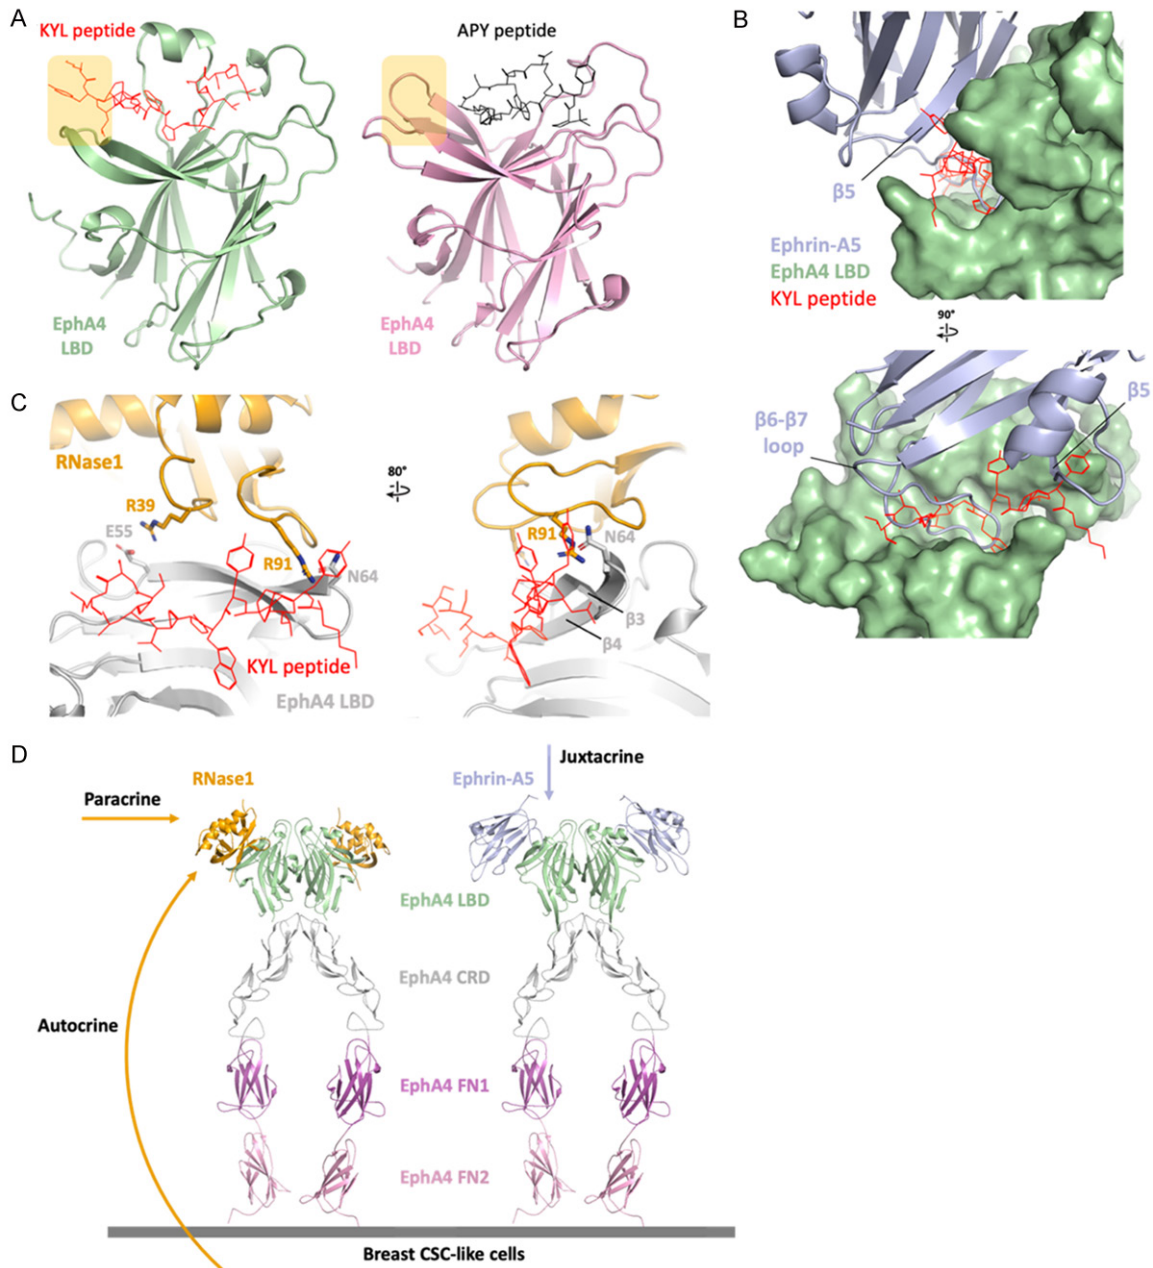 A
KYL peptide
APY peptide
EphA4
LBD
EphA4
LBD
B
β5
Ephrin-A5
EphA4 LBD
KYL peptide
90°
β6-β7
loop
β5
C
RNase1
R39
E55
R91
N64
KYL peptide
EphA4 LBD
80°
R91
N64
β3
β4
D
RNase1
Paracrine
Autocrine
Ephrin-A5
Juxtacrine
EphA4 LBD
EphA4 CRD
EphA4 FN1
EphA4 FN2
Breast CSC-like cells